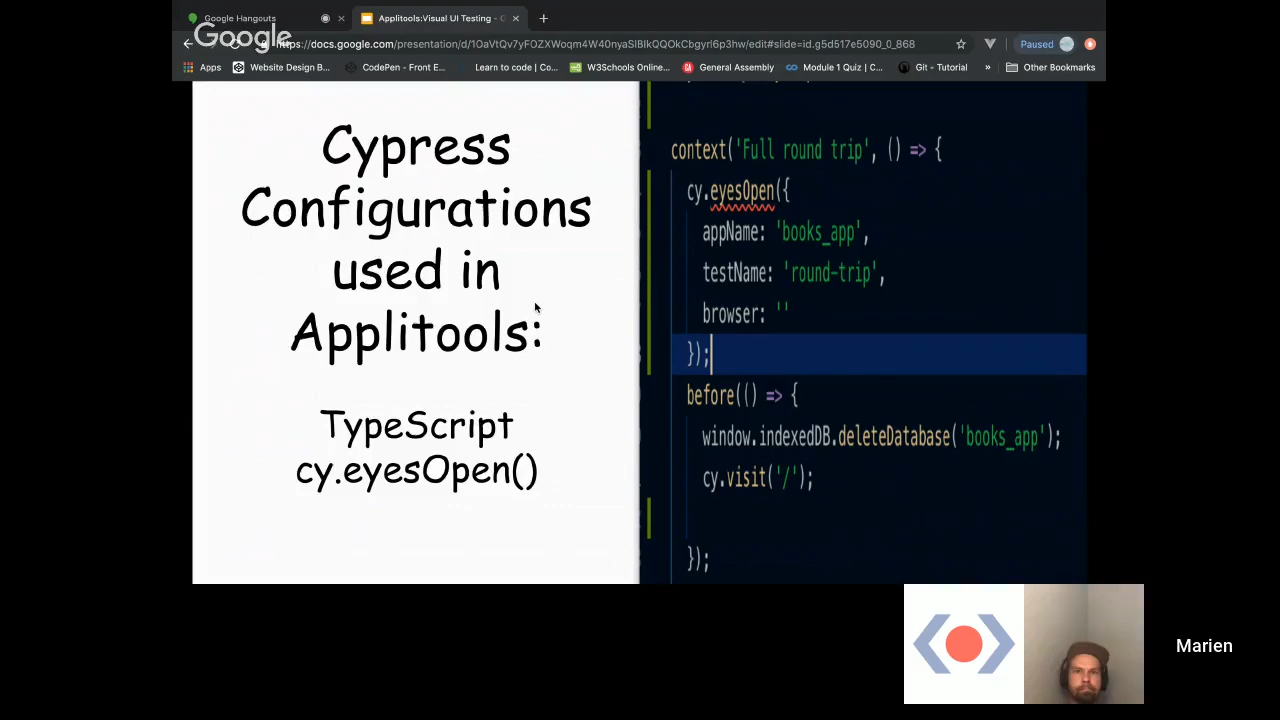 Google Hangouts
Applitools:Visual UI Testing - G
Google
https://docs.google.com/presentation/d/1OaVtQv7yFOZXWoqm4W40nyaSlBIkQQOkCbgyrl6p3hw/edit#slide=id.g5d517e5090_0_868
Paused
Apps
Website Design B...
CodePen - Front E...
Learn to code | Co...
W3Schools Online...
General Assembly
Module 1 Quiz | C...
Git - Tutorial
»
Other Bookmarks
Cypress
Configurations
used in
Applitools:
TypeScript
cy.eyesOpen()
context('Full round trip', () => {
cy.eyesOpen({
appName: 'books_app',
testName: 'round-trip',
browser: ''
});
before(() => {
window.indexedDB.deleteDatabase('books_app');
cy.visit('/');
});
Marien